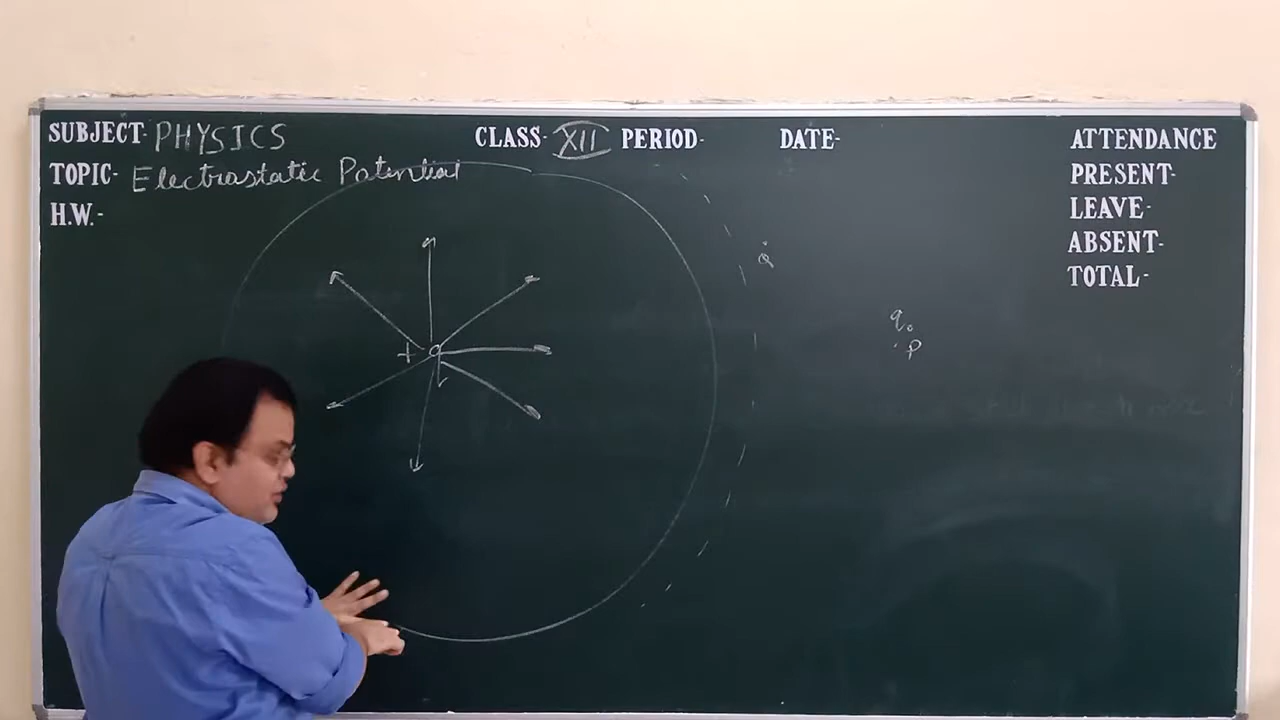 SUBJECT- PHYSICS CLASS- XII PERIOD- DATE- ATTENDANCE
TOPIC- Electrostatic Potential PRESENT-
H.W.- LEAVE-
ABSENT-
TOTAL-
Q
q₀
P
+